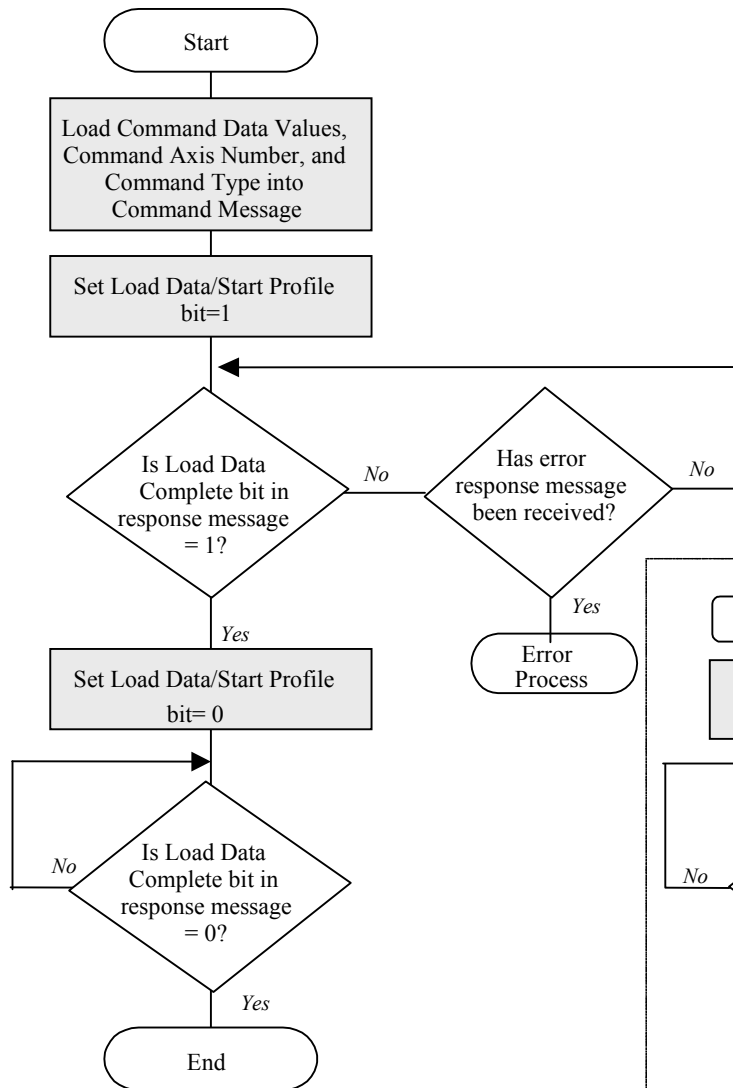 Start
Load Command Data Values,
Command Axis Number, and
Command Type into
Command Message
Set Load Data/Start Profile
bit=1
Is Load Data
Complete bit in
response message
= 1?
No
Has error
response message
been received?
No
Yes
Error
Process
Yes
Set Load Data/Start Profile
bit= 0
Is Load Data
Complete bit in
response message
= 0?
No
Yes
End
No